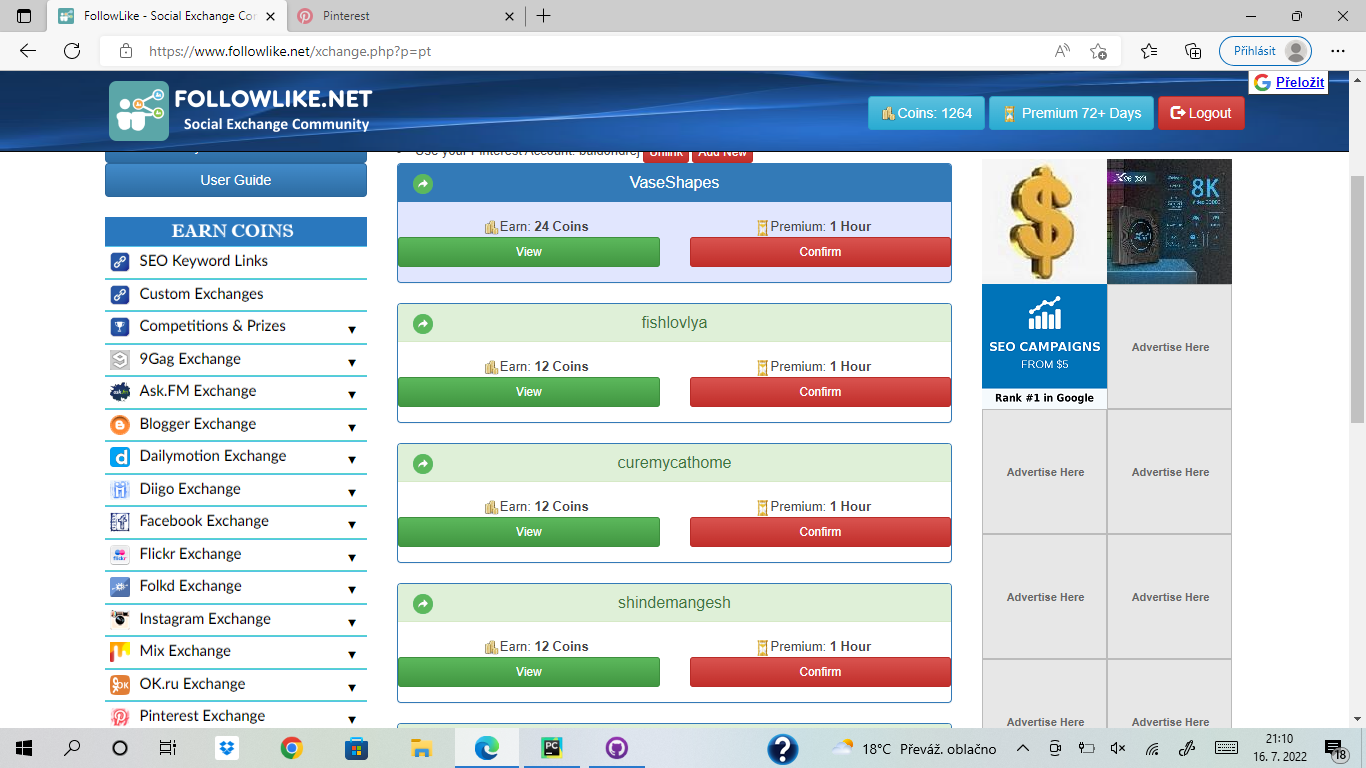 FollowLike - Social Exchange Cor
Pinterest
https://www.followlike.net/xchange.php?p=pt
Přihlásit
Přeložit
FOLLOWLIKE.NET
Social Exchange Community
Coins: 1264
Premium 72+ Days
Logout
User Guide
EARN COINS
SEO Keyword Links
Custom Exchanges
Competitions & Prizes
9Gag Exchange
Ask.FM Exchange
Blogger Exchange
Dailymotion Exchange
Diigo Exchange
Facebook Exchange
Flickr Exchange
Folkd Exchange
Instagram Exchange
Mix Exchange
OK.ru Exchange
Pinterest Exchange
Use your Pinterest Account: baldondrej Unlink Add New
VaseShapes
Earn: 24 Coins
Premium: 1 Hour
View
Confirm
fishlovlya
Earn: 12 Coins
Premium: 1 Hour
View
Confirm
curemycathome
Earn: 12 Coins
Premium: 1 Hour
View
Confirm
shindemangesh
Earn: 12 Coins
Premium: 1 Hour
View
Confirm
8K
SEO CAMPAIGNS
FROM $5
Rank #1 in Google
Advertise Here
Advertise Here
Advertise Here
Advertise Here
Advertise Here
Advertise Here
Advertise Here
18°C Převáž. oblačno
21:10
16. 7. 2022
18